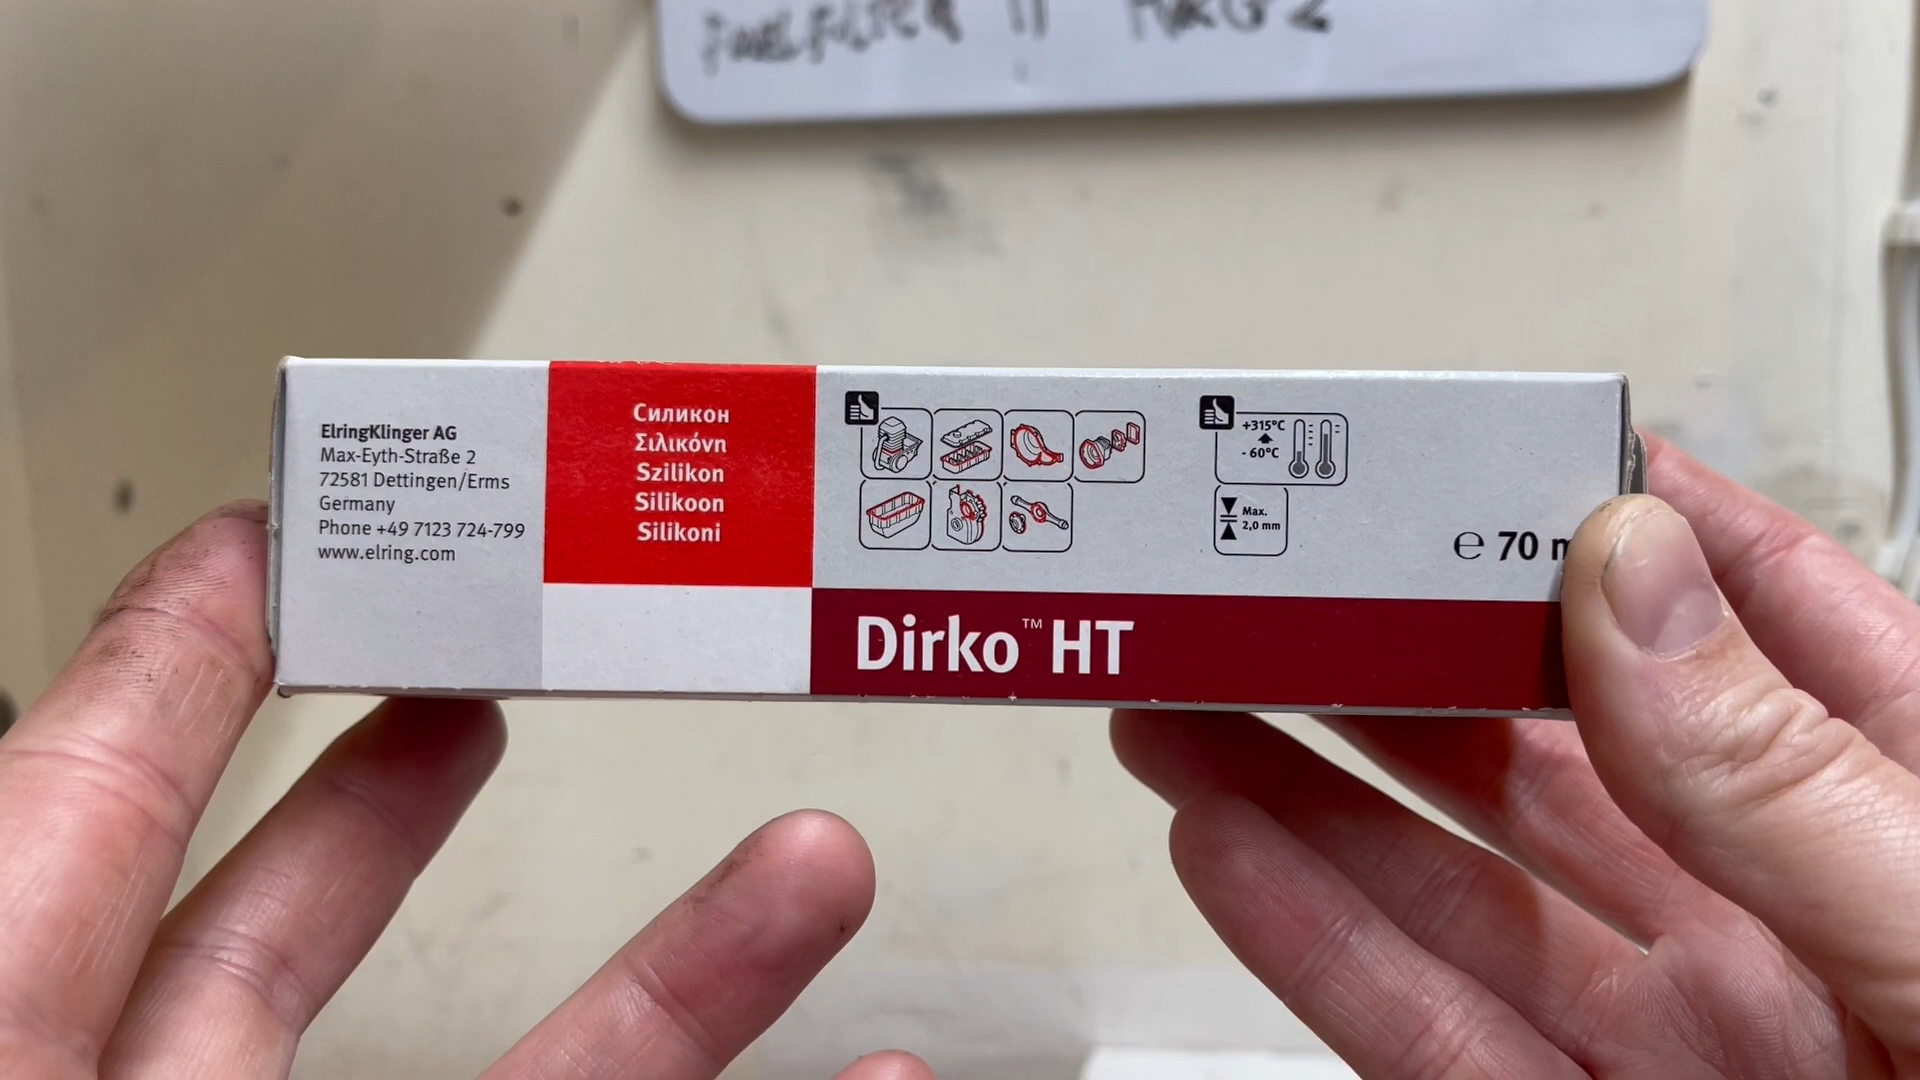 ElringKlinger AG
Max-Eyth-Straße 2
72581 Dettingen/Erms
Germany
Phone +49 7123 724-799
www.elring.com
Силикон
Σιλικόνη
Szilikon
Silikoon
Silikoni
+315°C
- 60°C
Max.
2,0 mm
℮ 70
Dirko™ HT